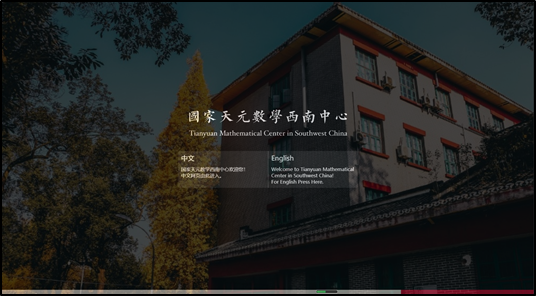 國家天元數學西南中心
Tianyuan Mathematical Center in Southwest China
中文
国家天元数学西南中心欢迎您!
中文网页由此进入。
English
Welcome to Tianyuan Mathematical
Center in Southwest China!
For English Press Here.